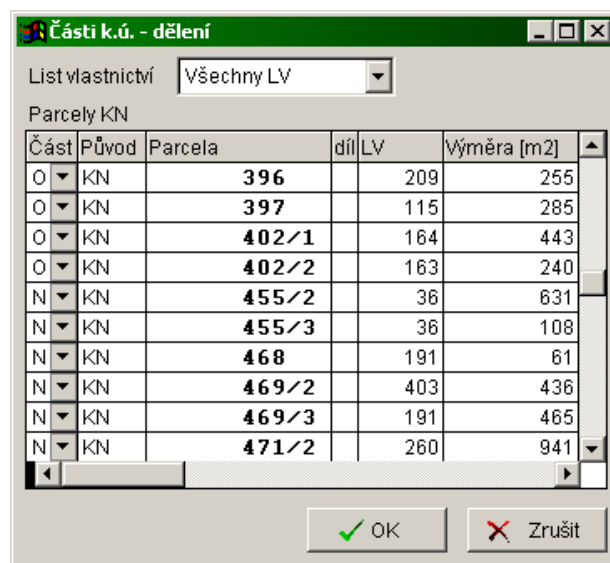 Části k.ú. - dělení
List vlastnictví Všechny LV
Parcely KN
Část Původ Parcela díl LV Výměra [m2]
O KN 396 209 255
O KN 397 115 285
O KN 402/1 164 443
O KN 402/2 163 240
N KN 455/2 36 631
N KN 455/3 36 108
N KN 468 191 61
N KN 469/2 403 436
N KN 469/3 191 465
N KN 471/2 260 941
OK Zrušit